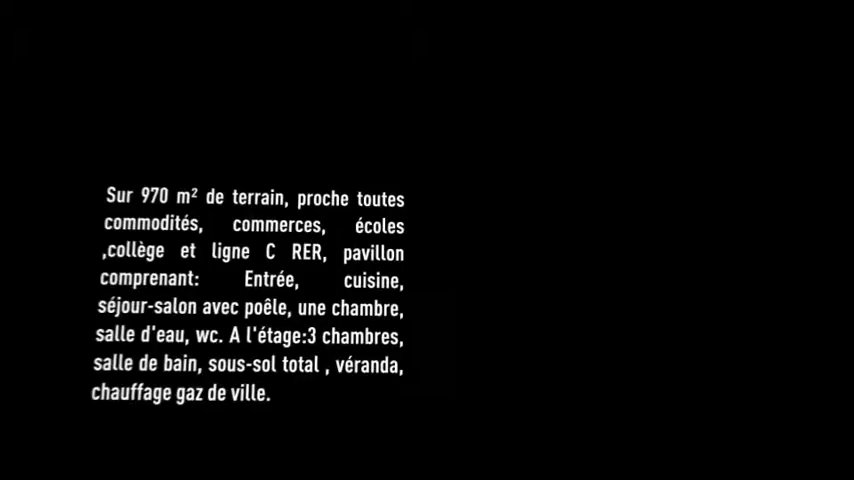 Sur 970 m² de terrain, proche toutes
commodités, commerces, écoles
,collège et ligne C RER, pavillon
comprenant: Entrée, cuisine,
séjour-salon avec poêle, une chambre,
salle d'eau, wc. A l'étage:3 chambres,
salle de bain, sous-sol total , véranda,
chauffage gaz de ville.